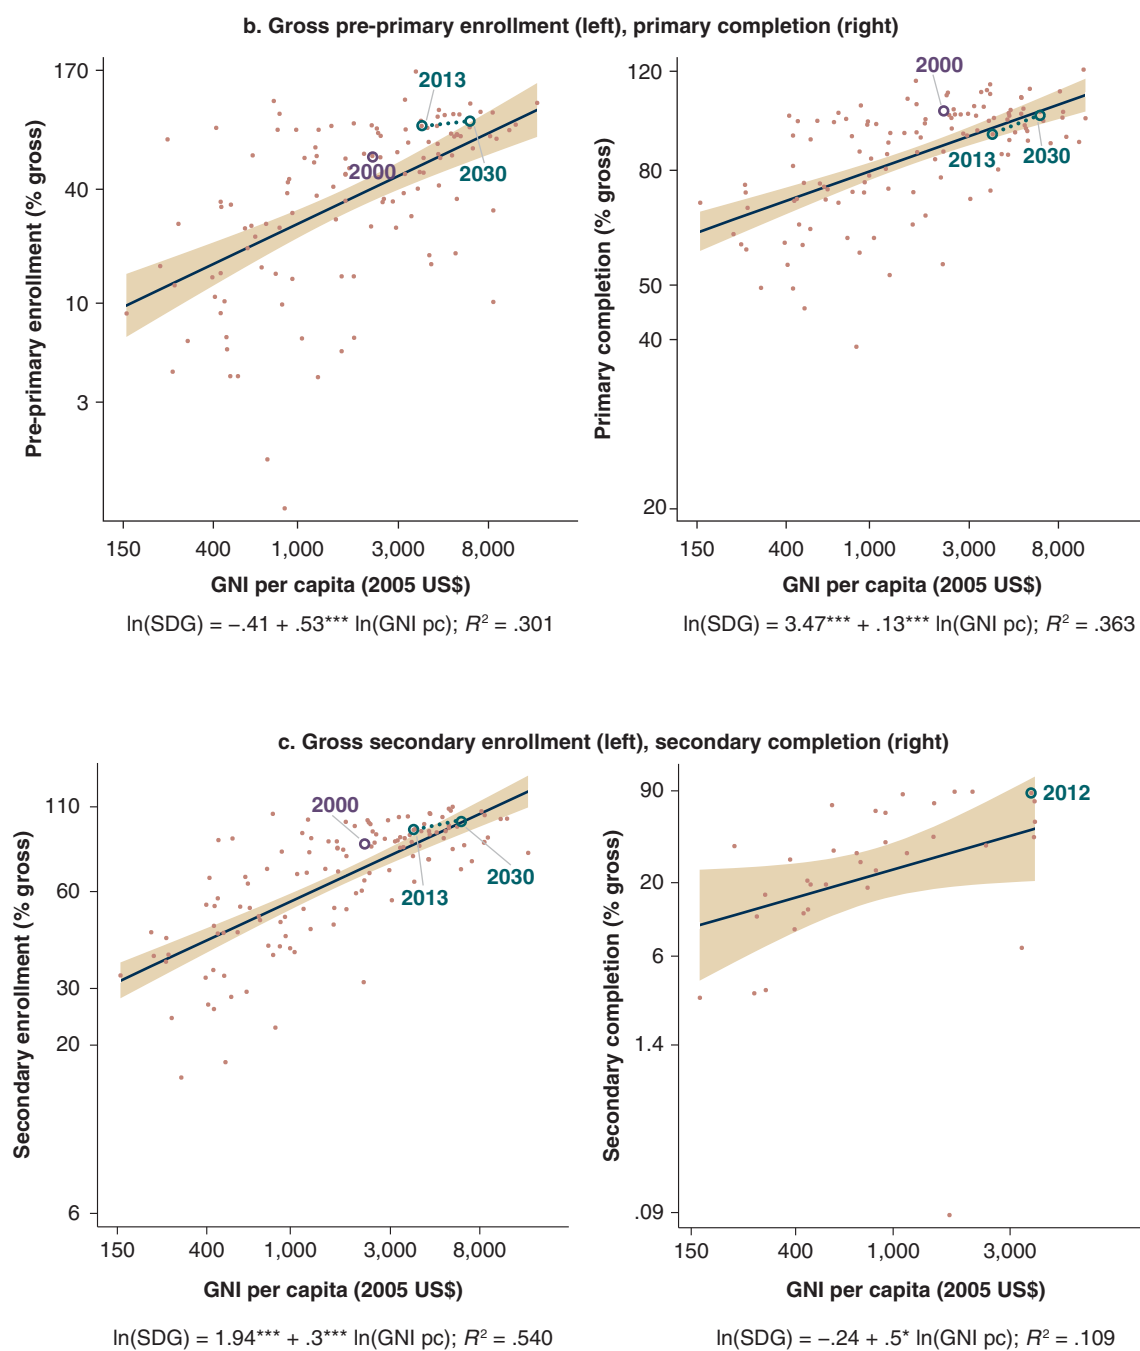 b. Gross pre-primary enrollment (left), primary completion (right)
Pre-primary enrollment (% gross)
170
40
10
3
2013
2000
2030
150 400 1,000 3,000 8,000
GNI per capita (2005 US$)
ln(SDG) = –.41 + .53*** ln(GNI pc); R² = .301
Primary completion (% gross)
120
80
50
40
20
2000
2013
2030
150 400 1,000 3,000 8,000
GNI per capita (2005 US$)
ln(SDG) = 3.47*** + .13*** ln(GNI pc); R² = .363
c. Gross secondary enrollment (left), secondary completion (right)
Secondary enrollment (% gross)
110
60
30
20
6
2000
2013
2030
150 400 1,000 3,000 8,000
GNI per capita (2005 US$)
ln(SDG) = 1.94*** + .3*** ln(GNI pc); R² = .540
Secondary completion (% gross)
90
20
6
1.4
.09
2012
150 400 1,000 3,000
GNI per capita (2005 US$)
ln(SDG) = –.24 + .5* ln(GNI pc); R² = .109